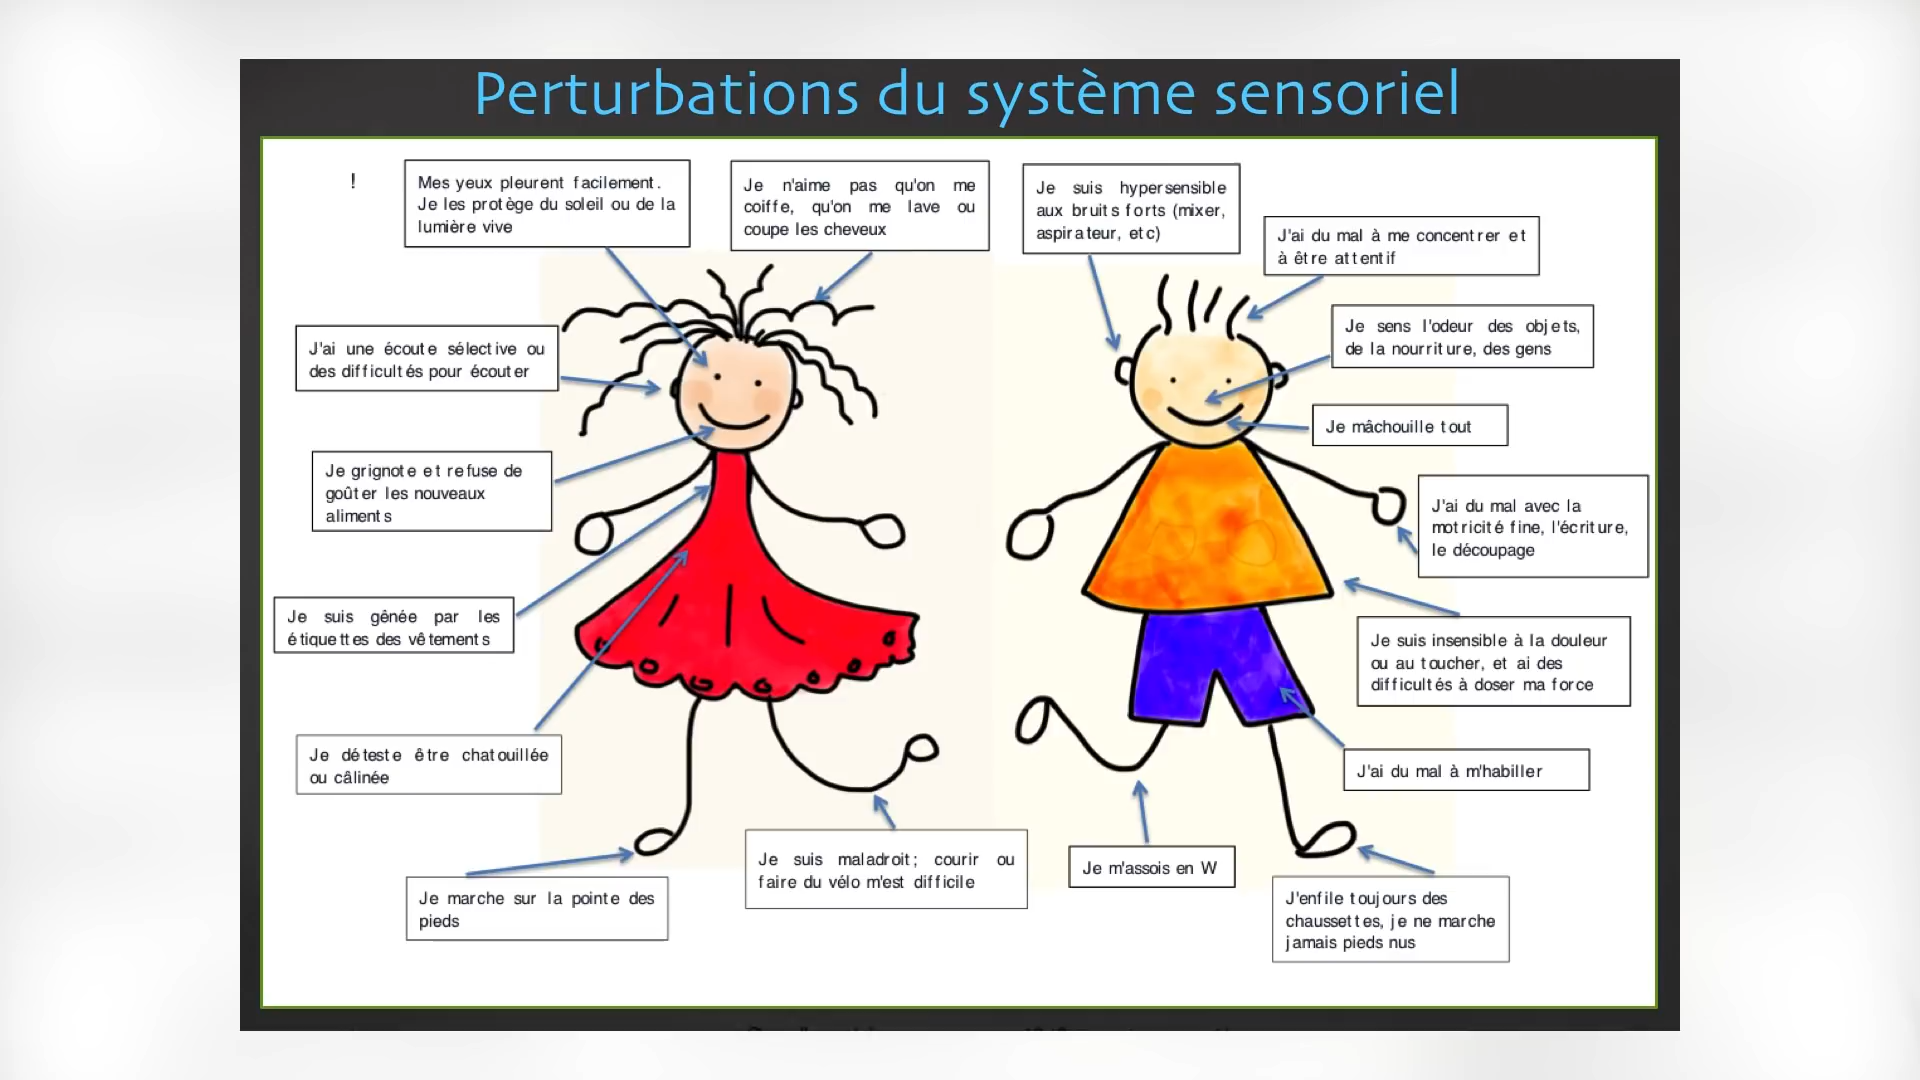 Perturbations du système sensoriel
!
Mes yeux pleurent facilement.
Je les protège du soleil ou de la
lumière vive
Je n'aime pas qu'on me
coiffe, qu'on me lave ou
coupe les cheveux
Je suis hypersensible
aux bruits forts (mixer,
aspirateur, etc)
J'ai du mal à me concentrer et
à être attentif
Je sens l'odeur des objets,
de la nourriture, des gens
J'ai une écoute sélective ou
des difficultés pour écouter
Je mâchouille tout
Je grignote et refuse de
goûter les nouveaux
aliments
J'ai du mal avec la
motricité fine, l'écriture,
le découpage
Je suis gênée par les
étiquettes des vêtements
Je suis insensible à la douleur
ou au toucher, et ai des
difficultés à doser ma force
Je déteste être chatouillée
ou câlinée
J'ai du mal à m'habiller
Je suis maladroit; courir ou
faire du vélo m'est difficile
Je m'assois en W
Je marche sur la pointe des
pieds
J'enfile toujours des
chaussettes, je ne marche
jamais pieds nus